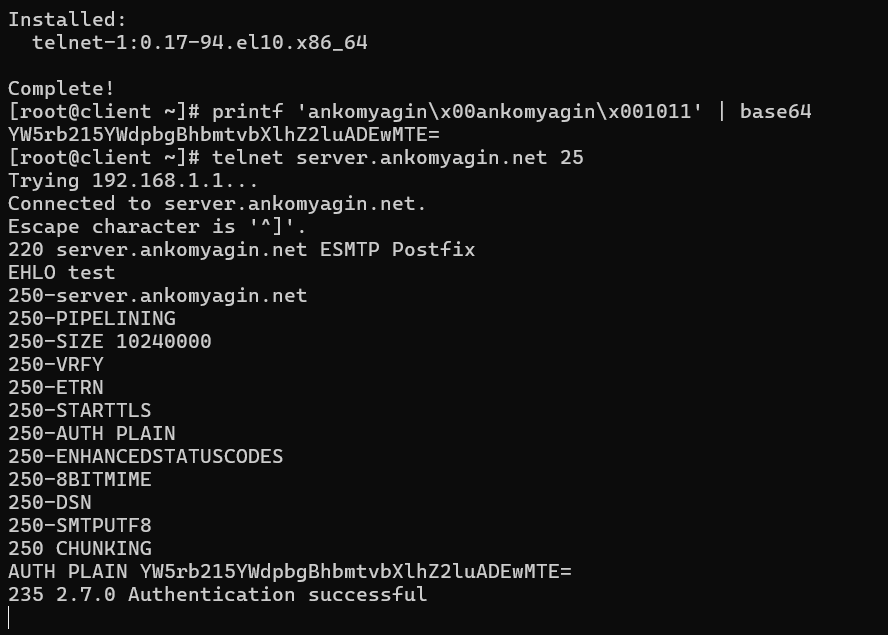 Installed:
  telnet-1:0.17-94.el10.x86_64

Complete!
[root@client ~]# printf 'ankomyagin\x00ankomyagin\x001011' | base64
YW5rb215YWdpbgBhbmtvbXlhZ2luADEwMTE=
[root@client ~]# telnet server.ankomyagin.net 25
Trying 192.168.1.1...
Connected to server.ankomyagin.net.
Escape character is '^]'.
220 server.ankomyagin.net ESMTP Postfix
EHLO test
250-server.ankomyagin.net
250-PIPELINING
250-SIZE 10240000
250-VRFY
250-ETRN
250-STARTTLS
250-AUTH PLAIN
250-ENHANCEDSTATUSCODES
250-8BITMIME
250-DSN
250-SMTPUTF8
250 CHUNKING
AUTH PLAIN YW5rb215YWdpbgBhbmtvbXlhZ2luADEwMTE=
235 2.7.0 Authentication successful